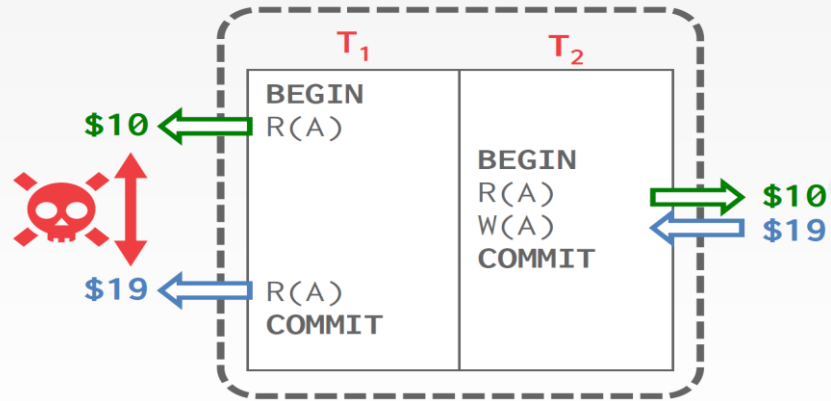 T1 T2
BEGIN
$10 R(A)
BEGIN
R(A) $10
W(A) $19
COMMIT
$19 R(A)
COMMIT